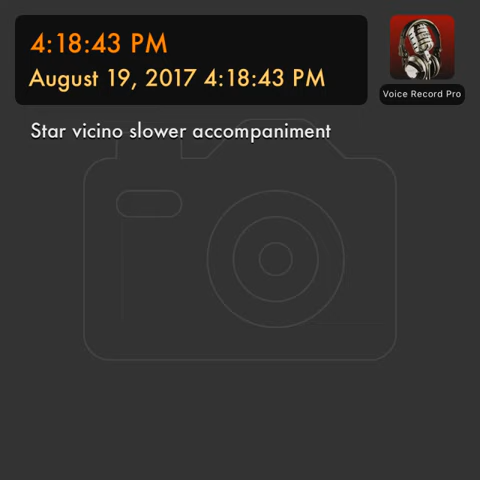 4:18:43 PM
August 19, 2017 4:18:43 PM
Voice Record Pro
Star vicino slower accompaniment